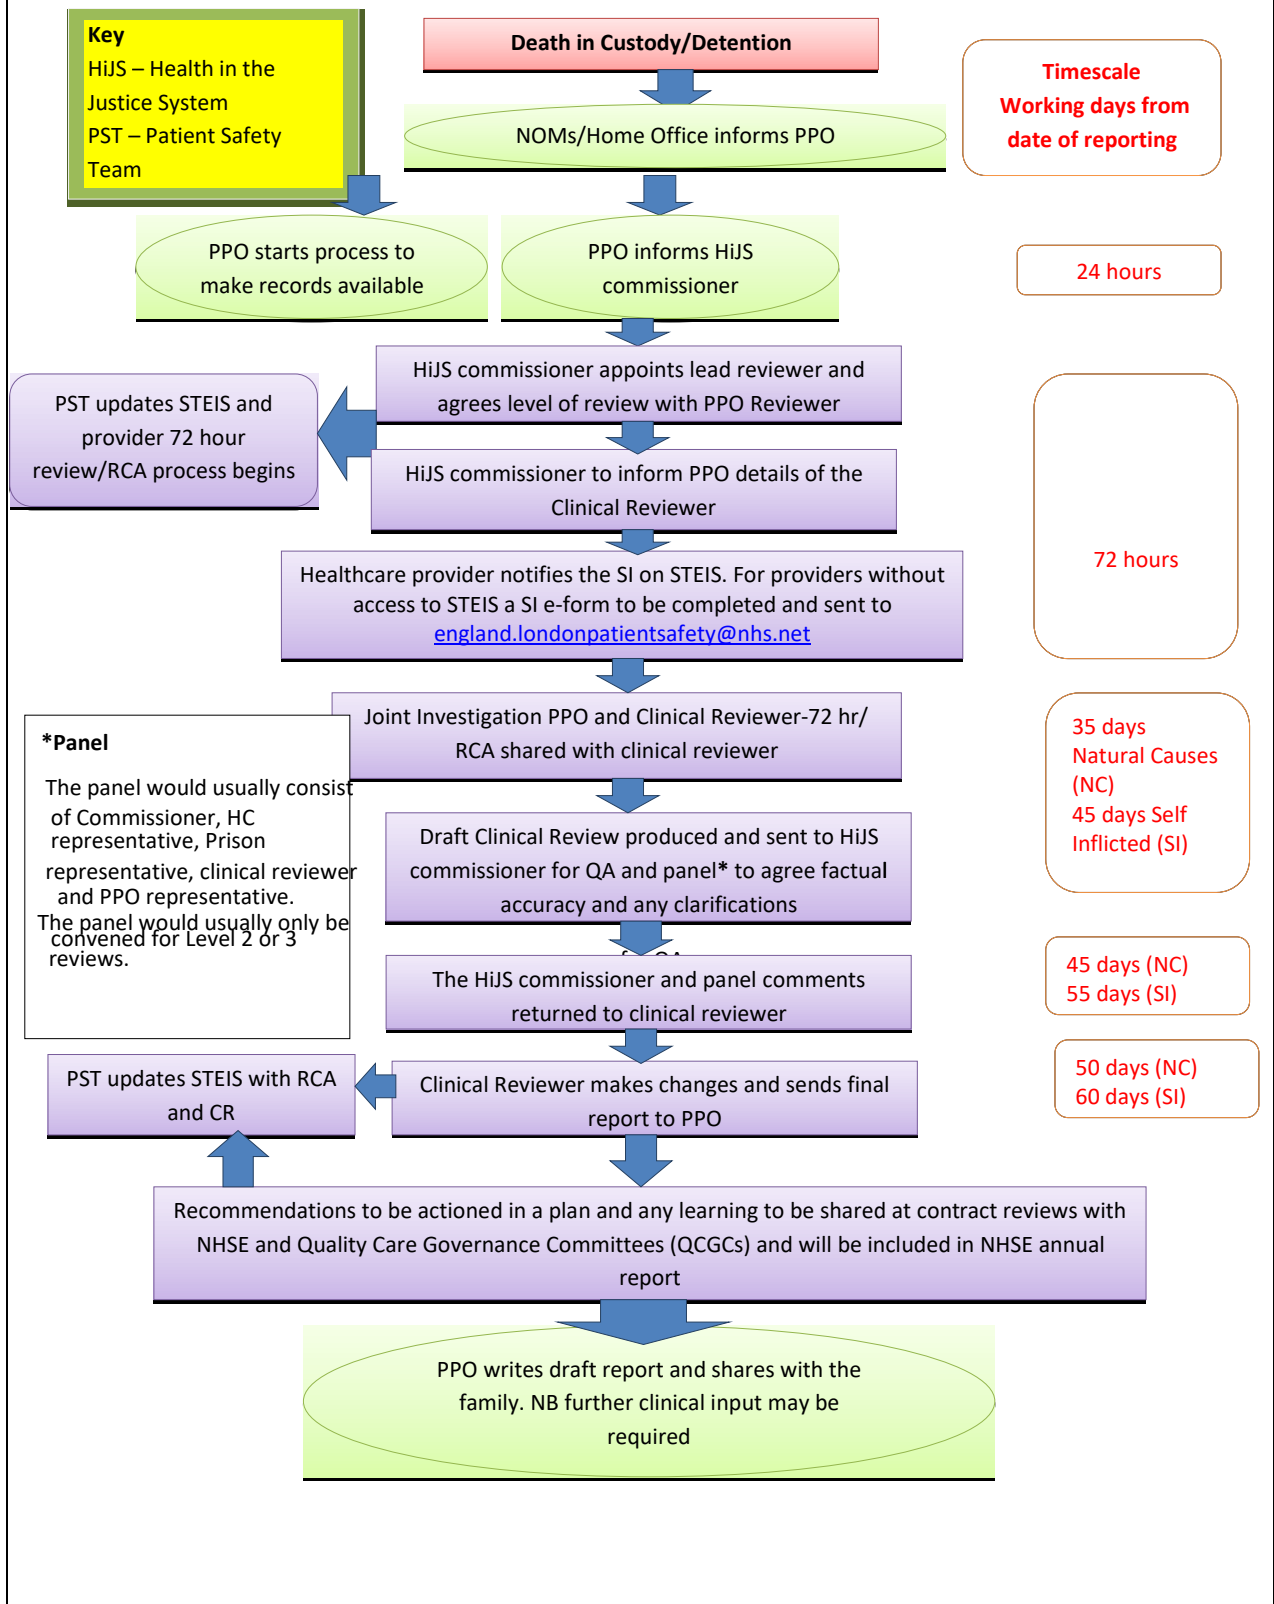 Key
HiJS – Health in the
Justice System
PST – Patient Safety
Team
Death in Custody/Detention
Timescale
Working days from
date of reporting
NOMs/Home Office informs PPO
PPO starts process to
make records available
PPO informs HiJS
commissioner
24 hours
HiJS commissioner appoints lead reviewer and
agrees level of review with PPO Reviewer
PST updates STEIS and
provider 72 hour
review/RCA process begins
HiJS commissioner to inform PPO details of the
Clinical Reviewer
72 hours
Healthcare provider notifies the SI on STEIS. For providers without
access to STEIS a SI e-form to be completed and sent to
england.londonpatientsafety@nhs.net
Joint Investigation PPO and Clinical Reviewer-72 hr/
RCA shared with clinical reviewer
35 days
Natural Causes
(NC)
45 days Self
Inflicted (SI)
*Panel
The panel would usually consist
of Commissioner, HC
representative, Prison
representative, clinical reviewer
and PPO representative.
The panel would usually only be
convened for Level 2 or 3
reviews.
Draft Clinical Review produced and sent to HiJS
commissioner for QA and panel* to agree factual
accuracy and any clarifications
The HiJS commissioner and panel comments
returned to clinical reviewer
45 days (NC)
55 days (SI)
PST updates STEIS with RCA
and CR
Clinical Reviewer makes changes and sends final
report to PPO
50 days (NC)
60 days (SI)
Recommendations to be actioned in a plan and any learning to be shared at contract reviews with
NHSE and Quality Care Governance Committees (QCGCs) and will be included in NHSE annual
report
PPO writes draft report and shares with the
family. NB further clinical input may be
required